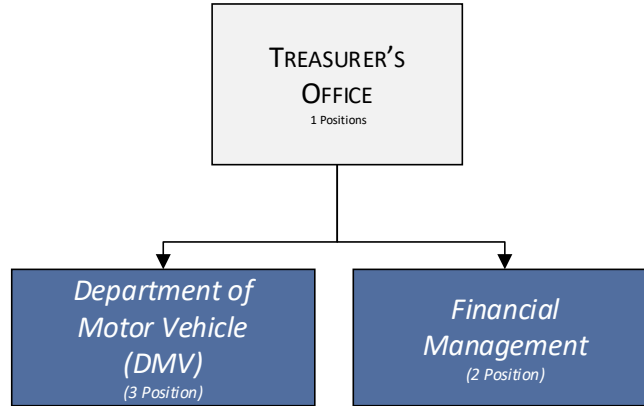 TREASURER'S
OFFICE
1 Positions
Department of
Motor Vehicle
(DMV)
(3 Position)
Financial
Management
(2 Position)